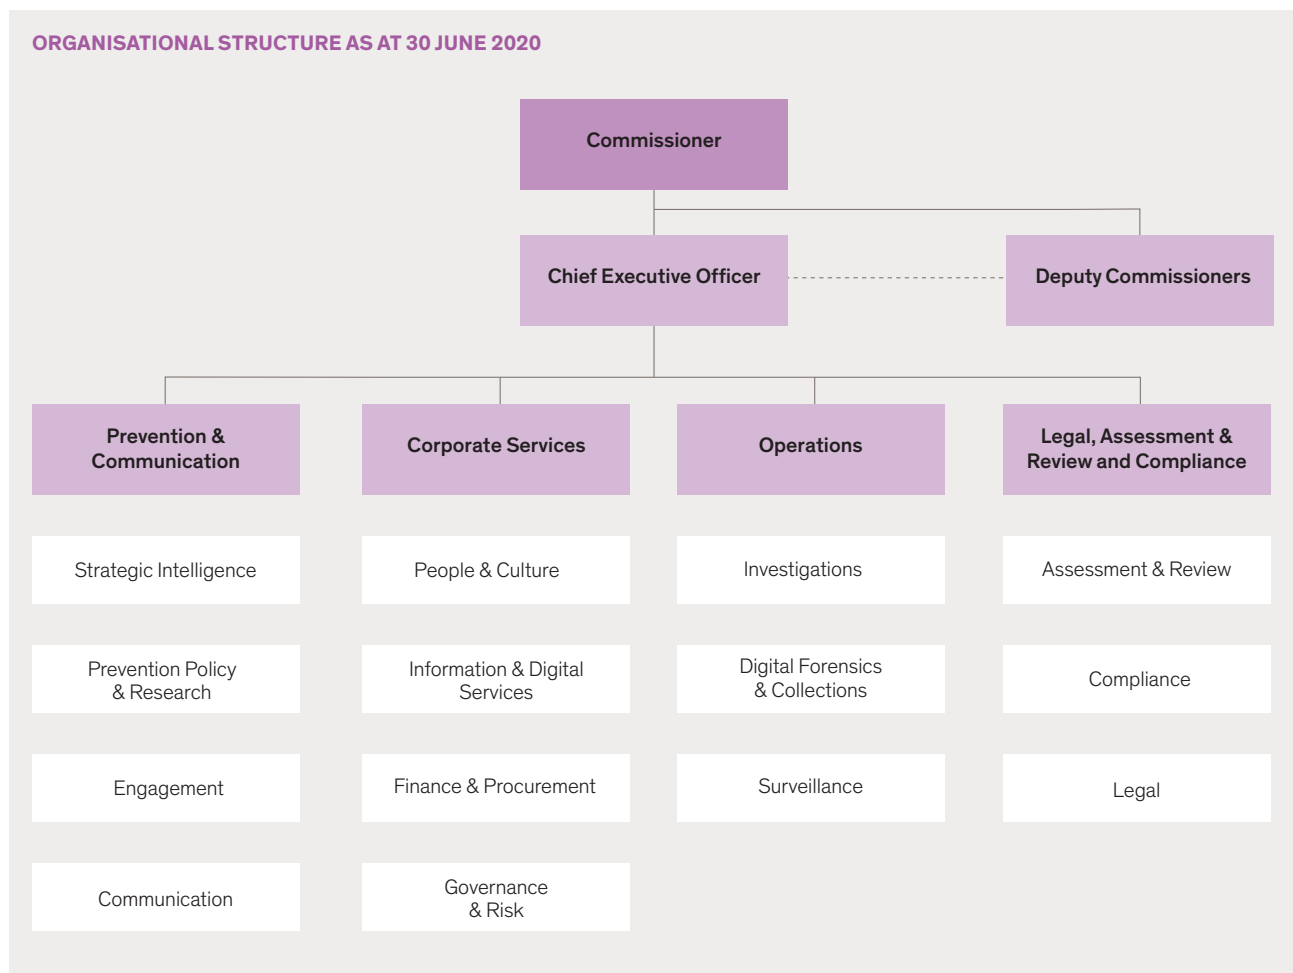 ORGANISATIONAL STRUCTURE AS AT 30 JUNE 2020
Commissioner
Chief Executive Officer
Deputy Commissioners
Prevention &
Communication
Corporate Services
Operations
Legal, Assessment &
Review and Compliance
Strategic Intelligence
People & Culture
Investigations
Assessment & Review
Prevention Policy
& Research
Information & Digital
Services
Digital Forensics
& Collections
Compliance
Engagement
Finance & Procurement
Surveillance
Legal
Communication
Governance
& Risk